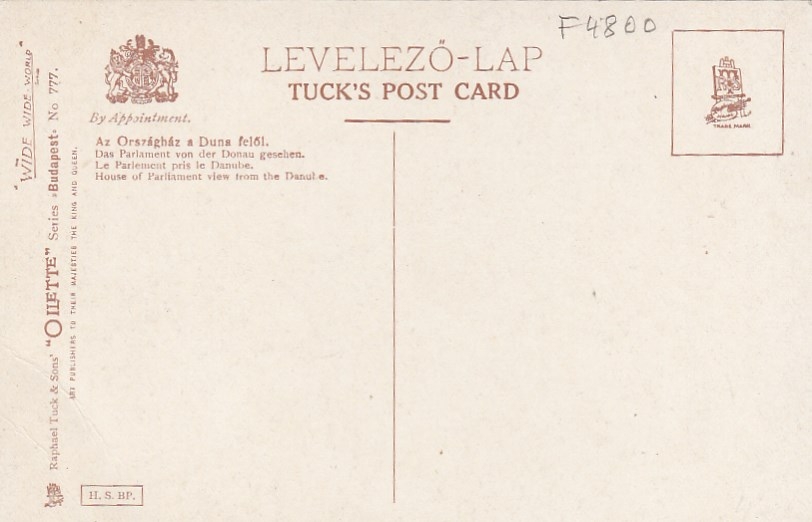 F4800
LEVELEZŐ-LAP
TUCK'S POST CARD
By Appointment.
TRADE MARK.
Az Országház a Duna felől.
Das Parlament von der Donau gesehen.
Le Parlement pris le Danube.
House of Parliament view from the Danube.
"WIDE WIDE WORLD"
Raphael Tuck & Sons' "OILETTE" Series »Budapest» No 777.
ART PUBLISHERS TO THEIR MAJESTIES THE KING AND QUEEN.
H. S. BP.